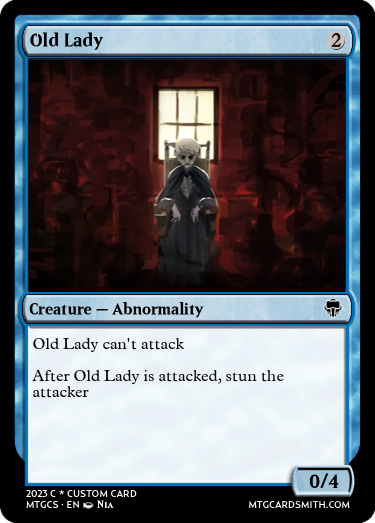 Old Lady 2
Creature — Abnormality
Old Lady can't attack
After Old Lady is attacked, stun the
attacker
0/4
2023 C * CUSTOM CARD
MTGCS · EN NIA
MTGCARDSMITH.COM